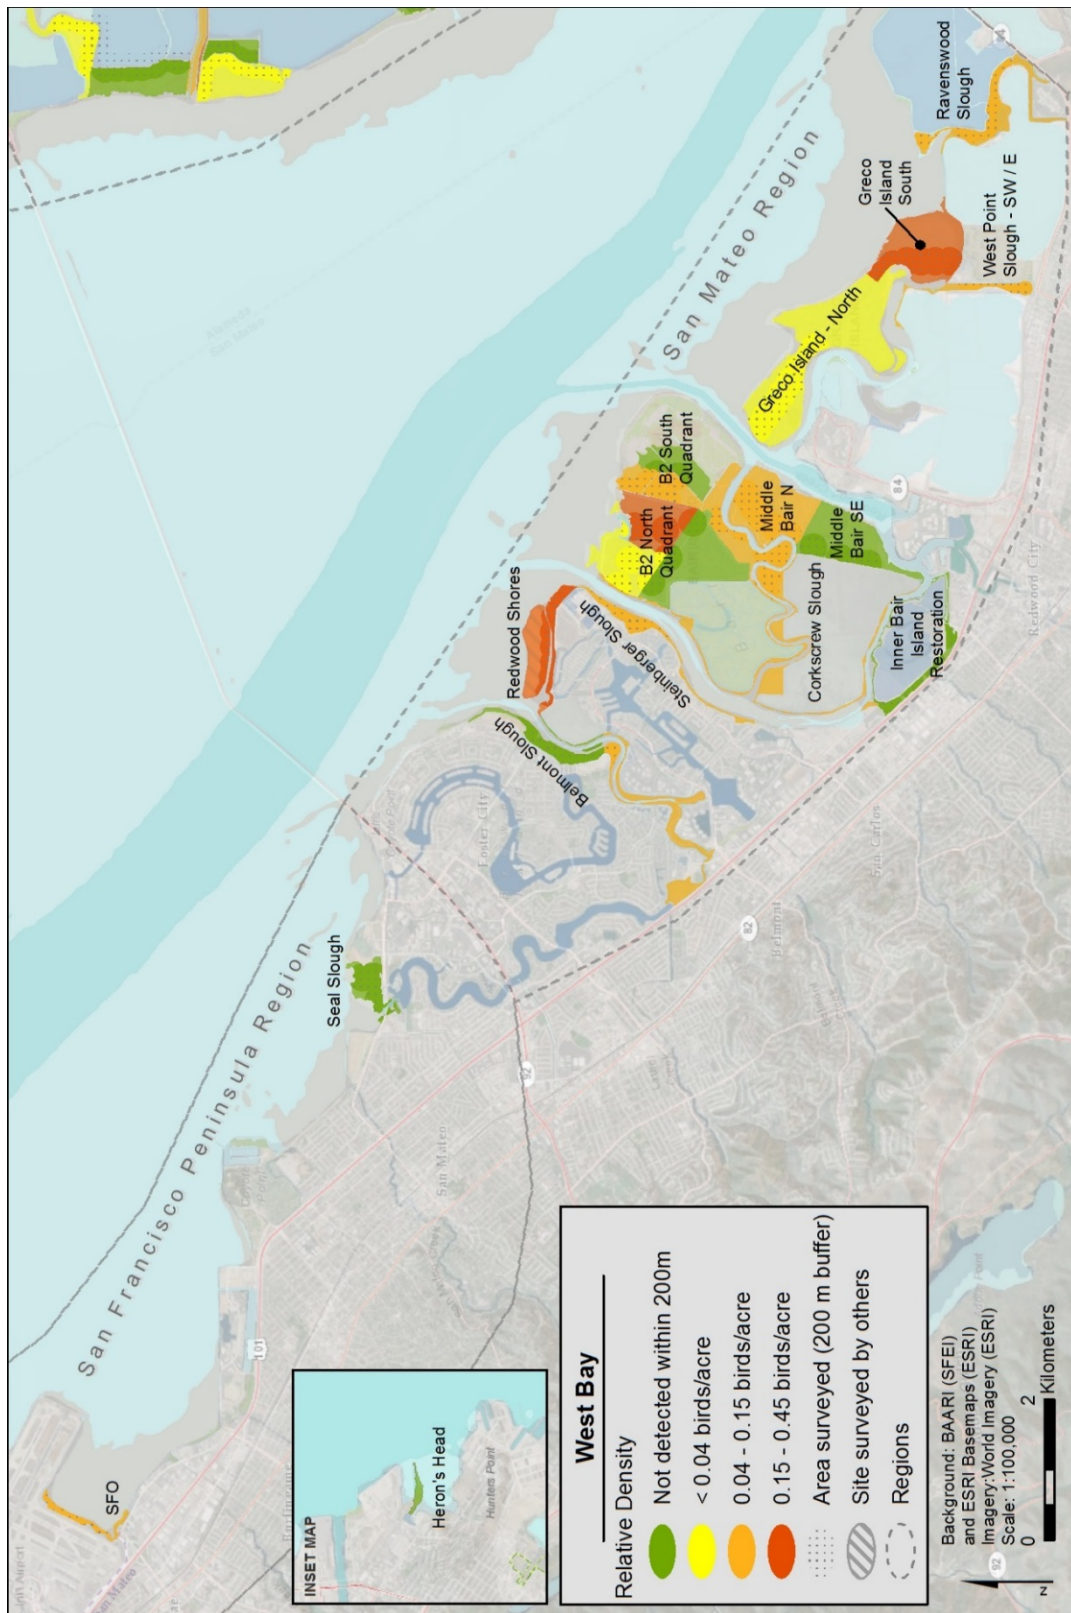 San Francisco Peninsula Region
San Mateo Region
SFO
Seal Slough
Belmont Slough
Redwood Shores
Steinberger Slough
B2 North
Quadrant
B2 South
Quadrant
Middle
Bair N
Middle
Bair SE
Corkscrew Slough
Inner Bair
Island
Restoration
Greco Island - North
Greco
Island
South
West Point
Slough - SW / E
Ravenswood
Slough
Foster City
San Mateo
Belmont
San Carlos
Redwood City
101
92
82
84
84
92
INSET MAP
Heron's Head
Hunters Point
West Bay
Relative Density
Not detected within 200m
< 0.04 birds/acre
0.04 - 0.15 birds/acre
0.15 - 0.45 birds/acre
Area surveyed (200 m buffer)
Site surveyed by others
Regions
Background: BAARI (SFEI)
and ESRI Basemaps (ESRI)
Imagery:World Imagery (ESRI)
Scale: 1:100,000
0 2
Kilometers
N